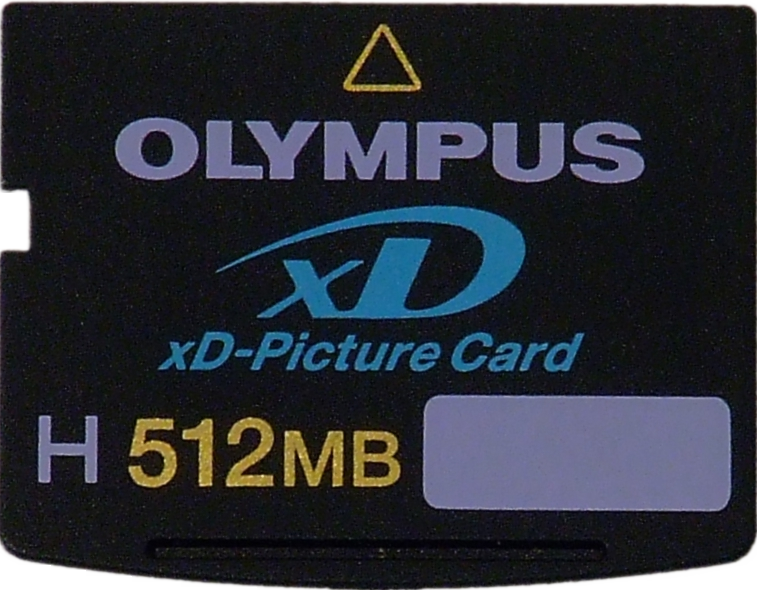 OLYMPUS
xD
xD-Picture Card
H 512MB